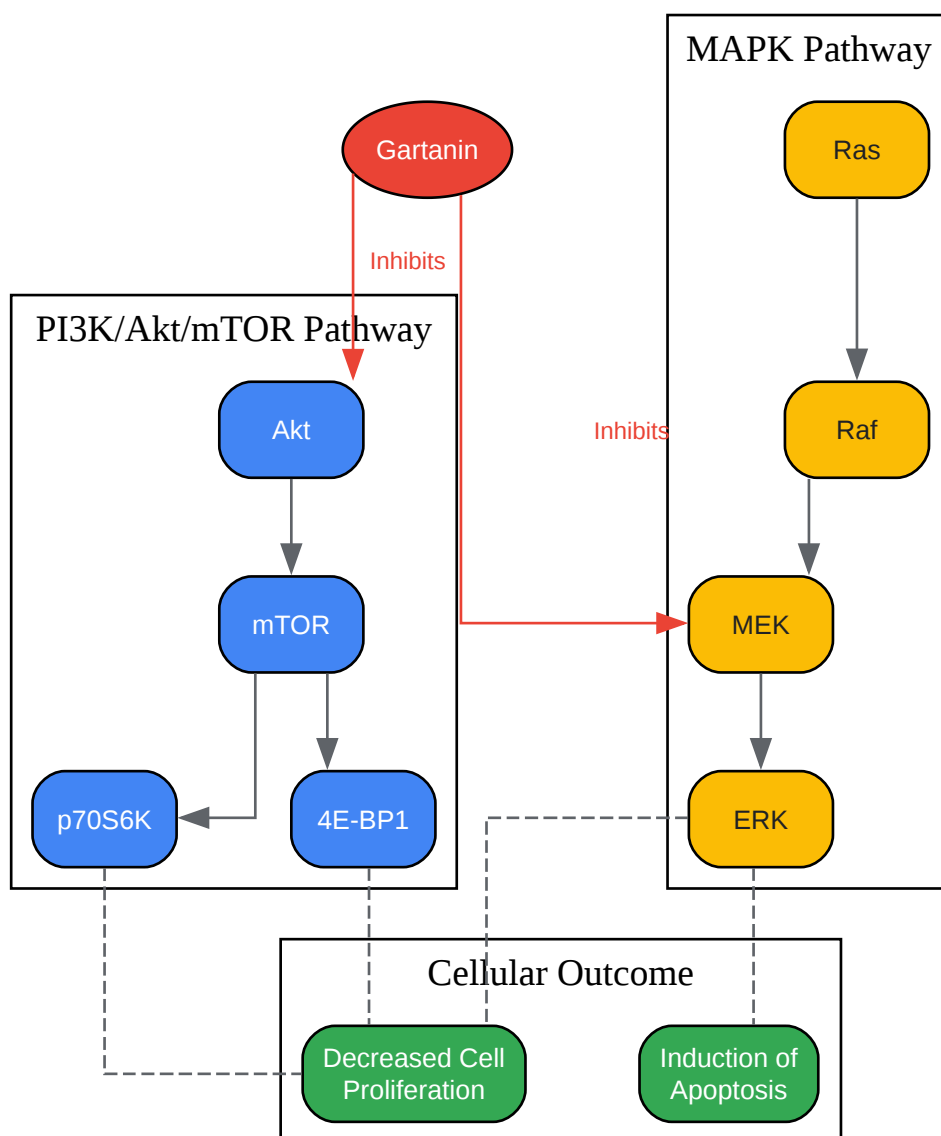 MAPK Pathway
Gartanin
Ras
Inhibits
PI3K/Akt/mTOR Pathway
Akt
Inhibits
Raf
mTOR
MEK
p70S6K
4E-BP1
ERK
Cellular Outcome
Decreased Cell
Proliferation
Induction of
Apoptosis